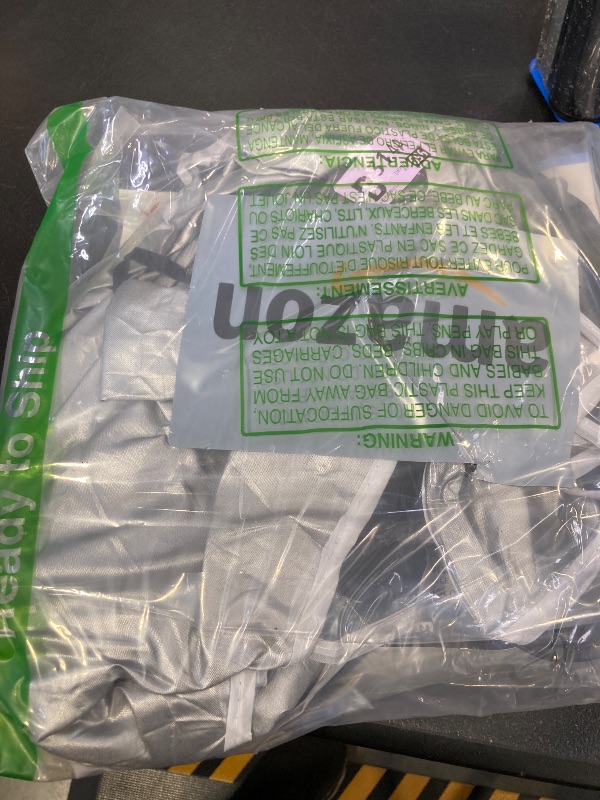 WARNING:
TO AVOID DANGER OF SUFFOCATION,
KEEP THIS PLASTIC BAG AWAY FROM
BABIES AND CHILDREN. DO NOT USE
THIS BAG IN CRIBS, BEDS, CARRIAGES
OR PLAY PENS. THIS BAG IS NOT A TOY.
AVERTISSEMENT:
POUR ÉVITER TOUT RISQUE D'ÉTOUFFEMENT,
GARDEZ CE SAC EN PLASTIQUE LOIN DES
BÉBÉS ET LES ENFANTS. N'UTILISEZ PAS CE
SAC DANS LES BERCEAUX, LITS, CHARIOTS OU
PARC AU BÉBÉ. CE SAC N'EST PAS UN JOUET.
ADVERTENCIA:
amazon
Ready to Ship